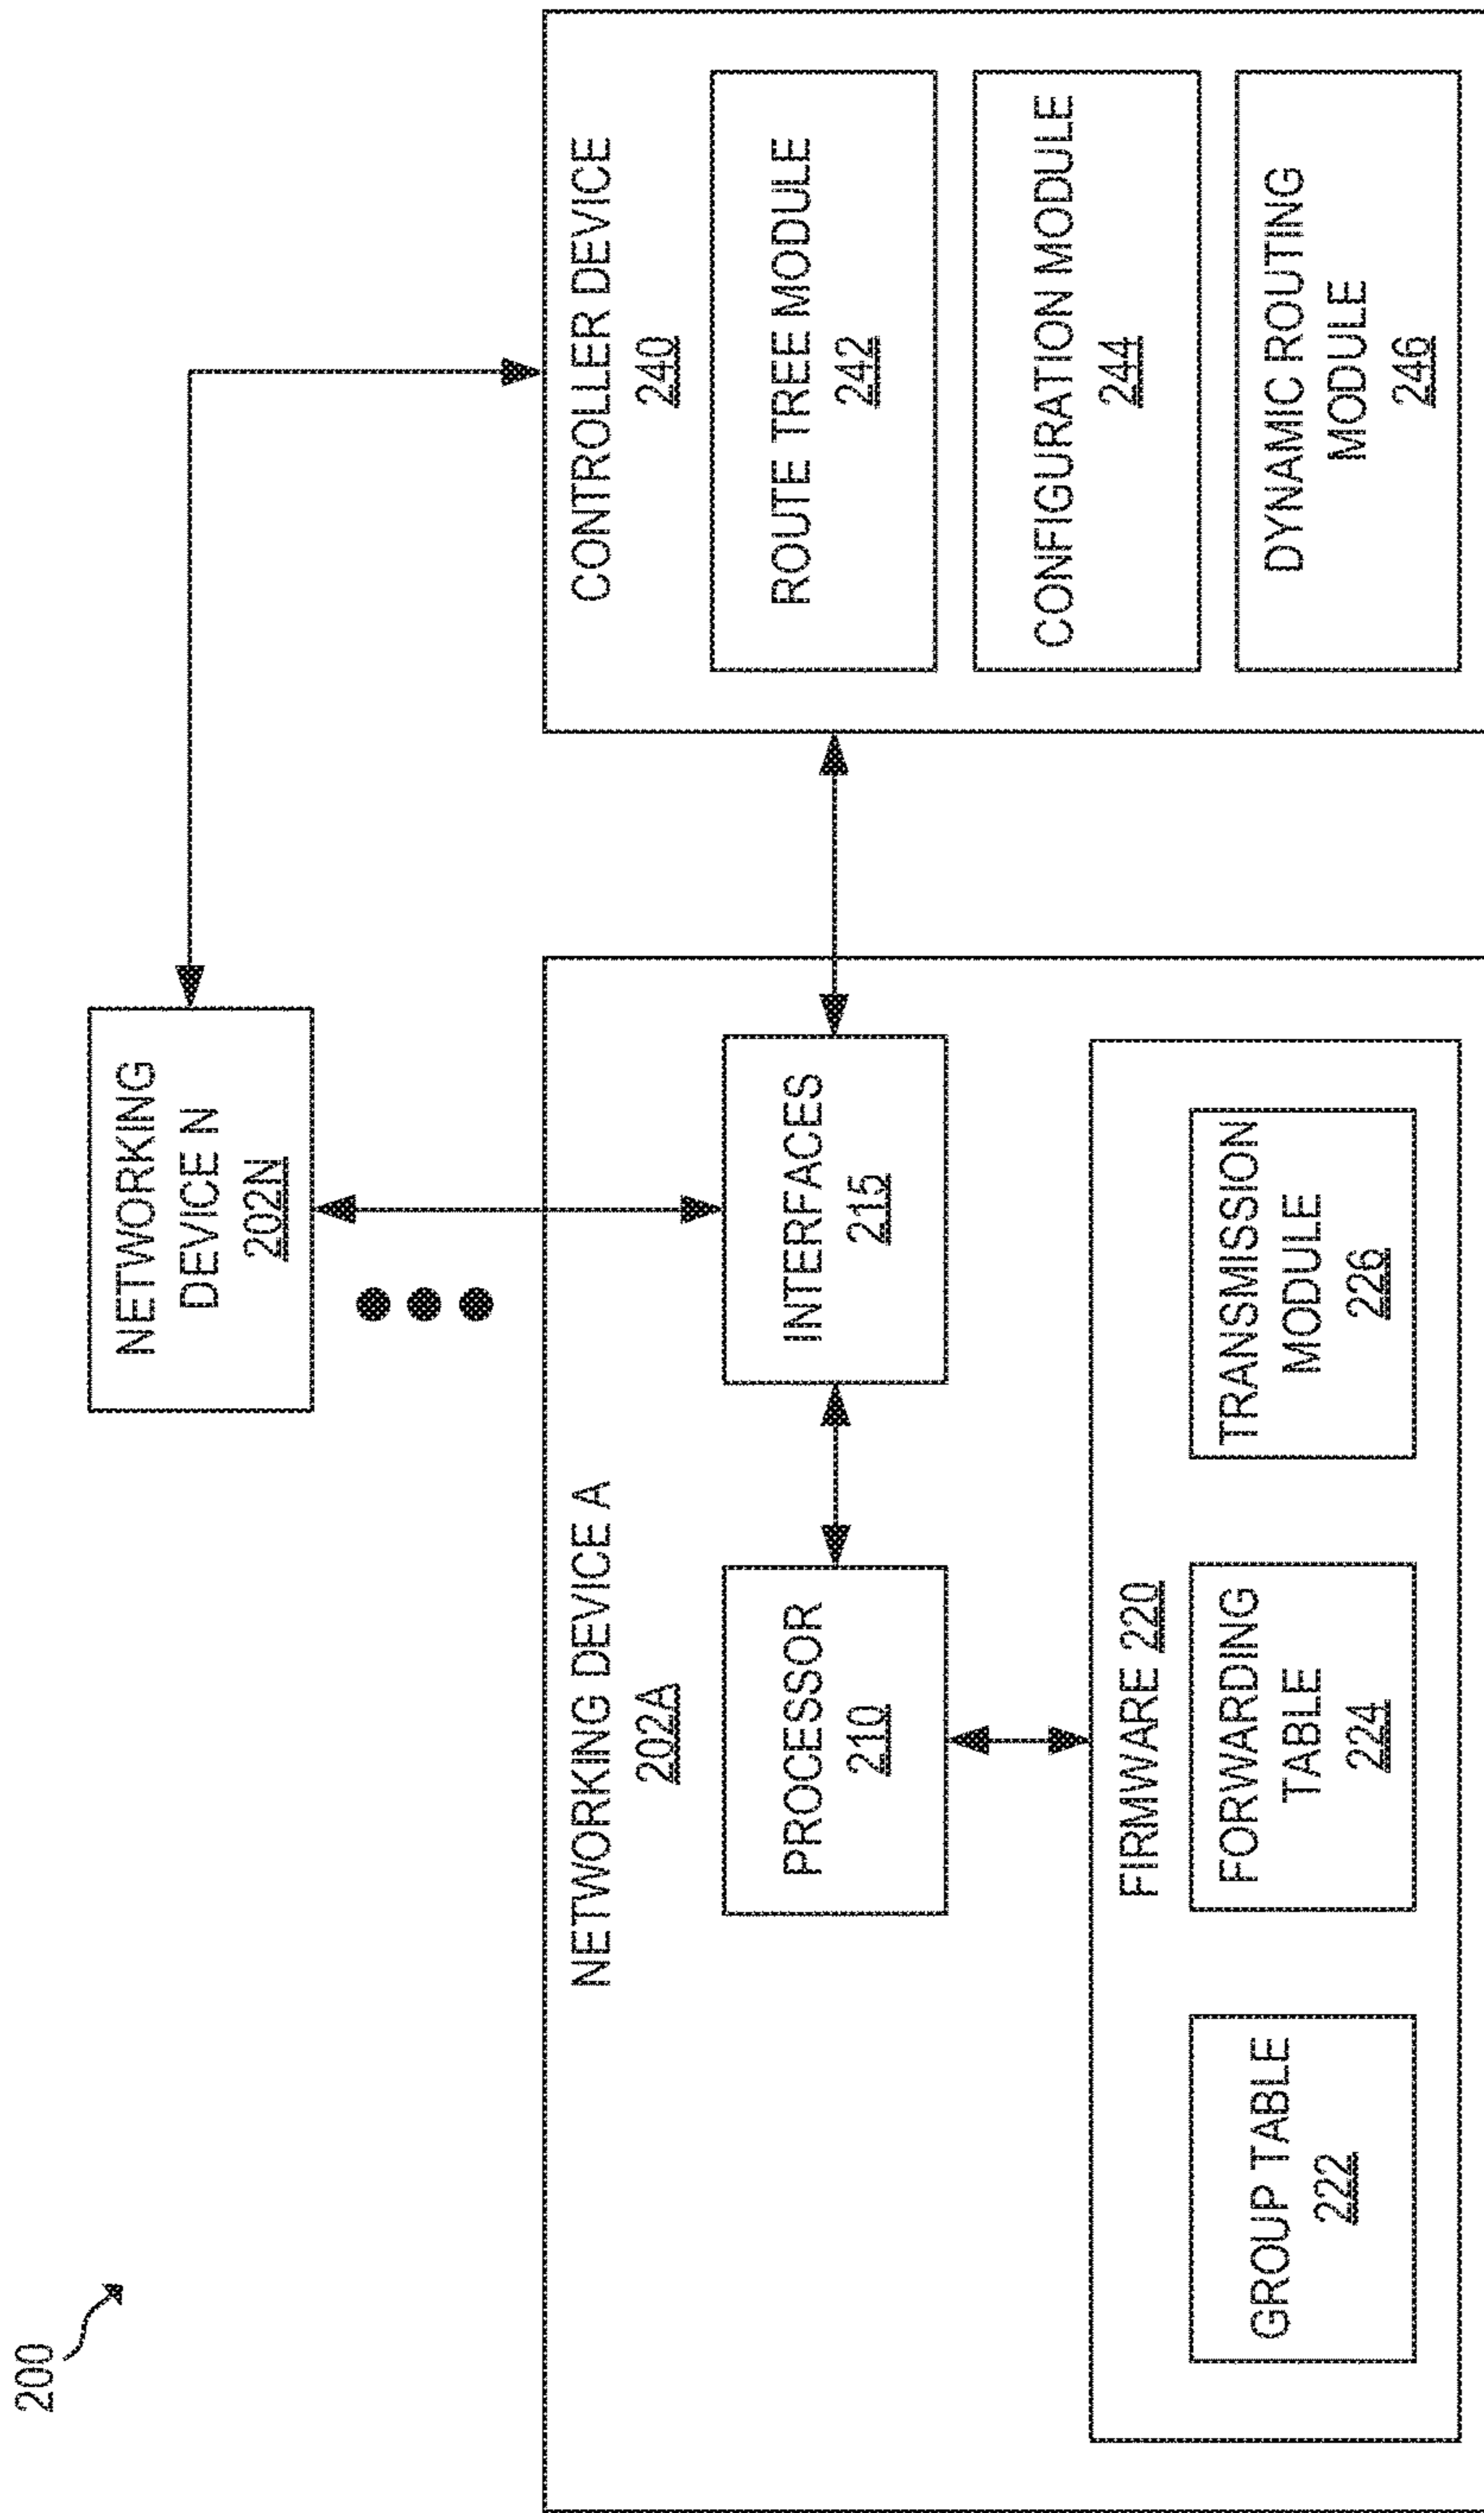 200
NETWORKING
DEVICE N
202N
NETWORKING DEVICE A
202A
PROCESSOR
210
INTERFACES
215
FIRMWARE 220
GROUP TABLE
222
FORWARDING
TABLE
224
TRANSMISSION
MODULE
226
CONTROLLER DEVICE
240
ROUTE TREE MODULE
242
CONFIGURATION MODULE
244
DYNAMIC ROUTING
MODULE
246